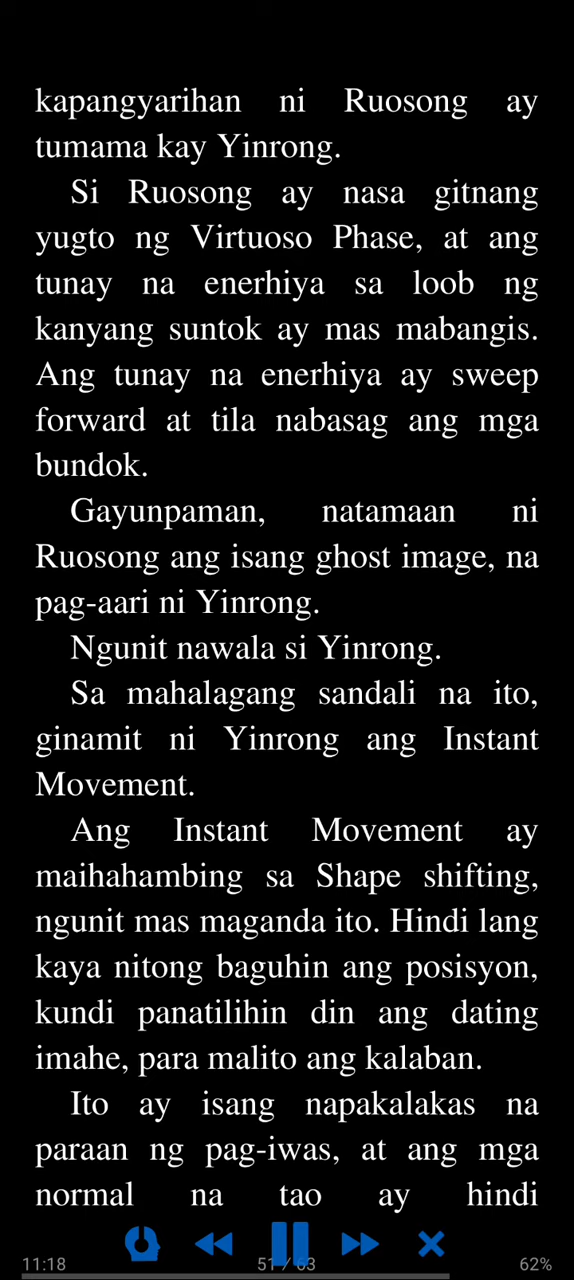 kapangyarihan ni Ruosong ay
tumama kay Yinrong.
Si Ruosong ay nasa gitnang
yugto ng Virtuoso Phase, at ang
tunay na enerhiya sa loob ng
kanyang suntok ay mas mabangis.
Ang tunay na enerhiya ay sweep
forward at tila nabasag ang mga
bundok.
Gayunpaman, natamaan ni
Ruosong ang isang ghost image, na
pag-aari ni Yinrong.
Ngunit nawala si Yinrong.
Sa mahalagang sandali na ito,
ginamit ni Yinrong ang Instant
Movement.
Ang Instant Movement ay
maihahambing sa Shape shifting,
ngunit mas maganda ito. Hindi lang
kaya nitong baguhin ang posisyon,
kundi panatilihin din ang dating
imahe, para malito ang kalaban.
Ito ay isang napakalakas na
paraan ng pag-iwas, at ang mga
normal na tao ay hindi
11:18 51 / 63 62%